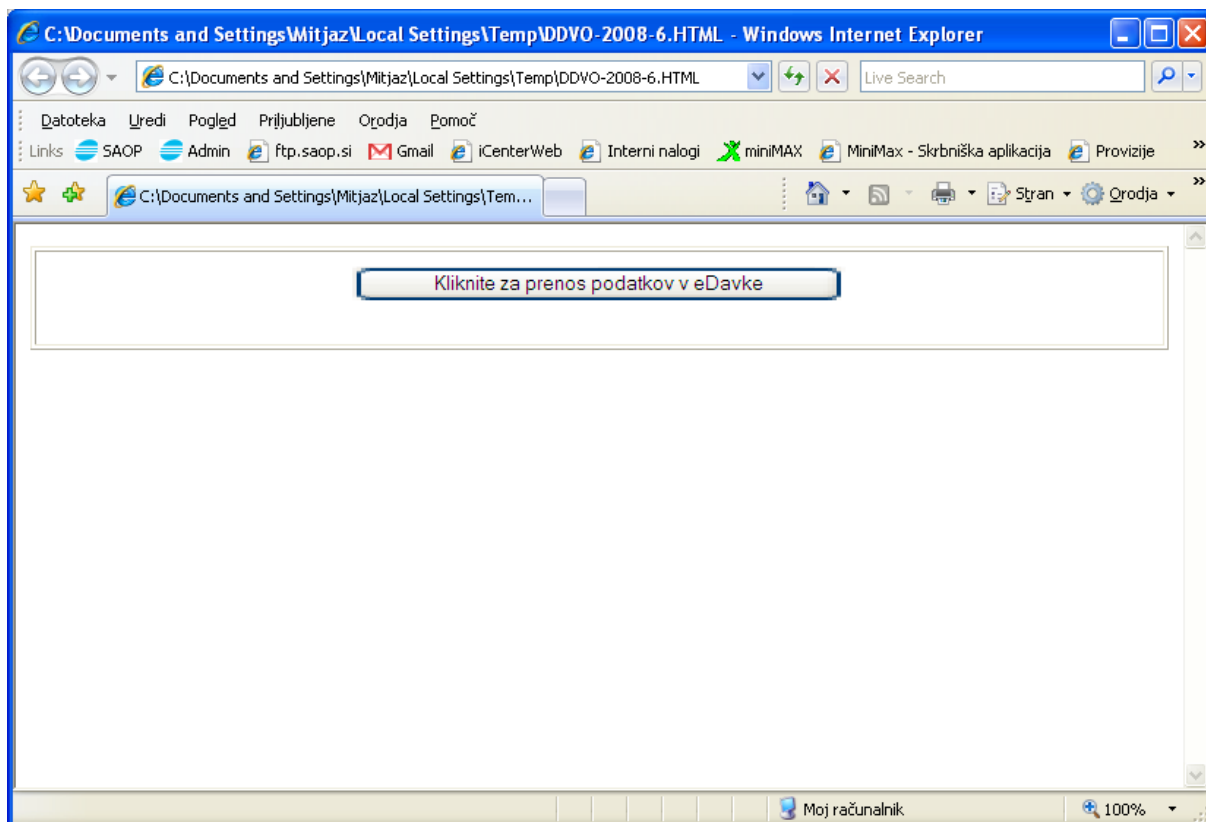 C:\Documents and Settings\Mitjaz\Local Settings\Temp\DDVO-2008-6.HTML - Windows Internet Explorer
C:\Documents and Settings\Mitjaz\Local Settings\Temp\DDVO-2008-6.HTML
Live Search
Datoteka Uredi Pogled Priljubljene Orodja Pomoč
Links SAOP Admin ftp.saop.si Gmail iCenterWeb Interni nalogi miniMAX MiniMax - Skrbniška aplikacija Provizije »
C:\Documents and Settings\Mitjaz\Local Settings\Tem... Stran Orodja »
Kliknite za prenos podatkov v eDavke
Moj računalnik 100%